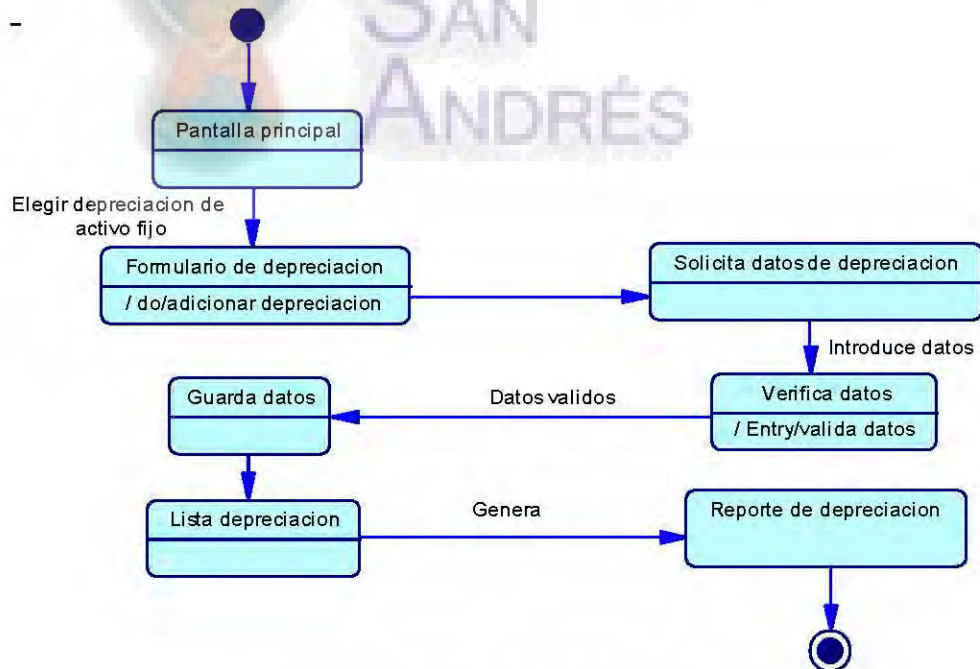 -
SAN
ANDRÉS
Pantalla principal
Elegir depreciacion de
activo fijo
Formulario de depreciacion
/ do/adicionar depreciacion
Solicita datos de depreciacion
Introduce datos
Guarda datos
Datos validos
Verifica datos
/ Entry/valida datos
Lista depreciacion
Genera
Reporte de depreciacion